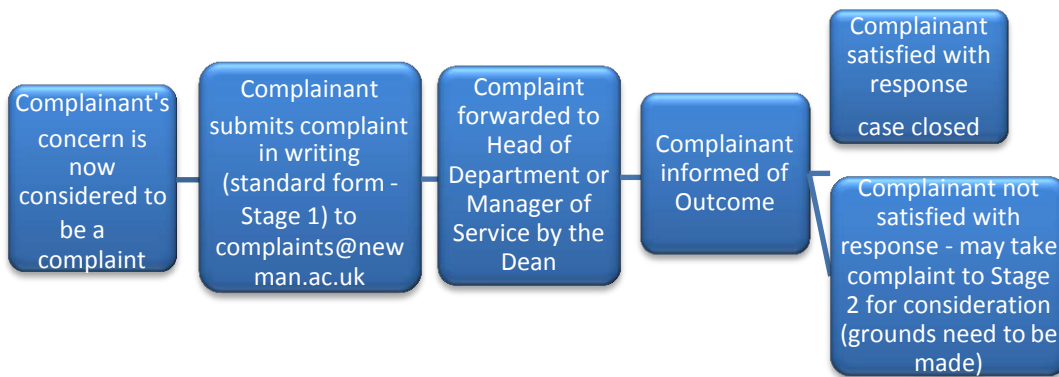 Complainant's
concern is
now
considered to
be a
complaint
Complainant
submits complaint
in writing
(standard form -
Stage 1) to
complaints@new
man.ac.uk
Complaint
forwarded to
Head of
Department or
Manager of
Service by the
Dean
Complainant
informed of
Outcome
Complainant
satisfied with
response
case closed
Complainant not
satisfied with
response - may take
complaint to Stage
2 for consideration
(grounds need to be
made)